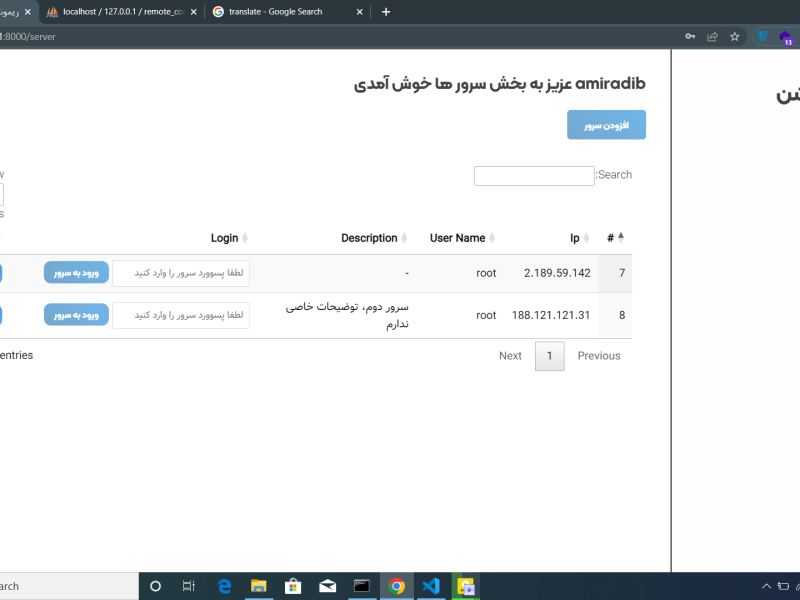 localhost / 127.0.0.1 / remote_co
translate - Google Search
:8000/server
13
amiradib عزیز به بخش سرور ها خوش آمدی
افزودن سرور
Search:
# Ip User Name Description Login
7 2.189.59.142 root - لطفا پسوورد سرور را وارد کنید ورود به سرور
8 188.121.121.31 root سرور دوم، توضیحات خاصی لطفا پسوورد سرور را وارد کنید ورود به سرور
ندارم
Previous 1 Next
entries